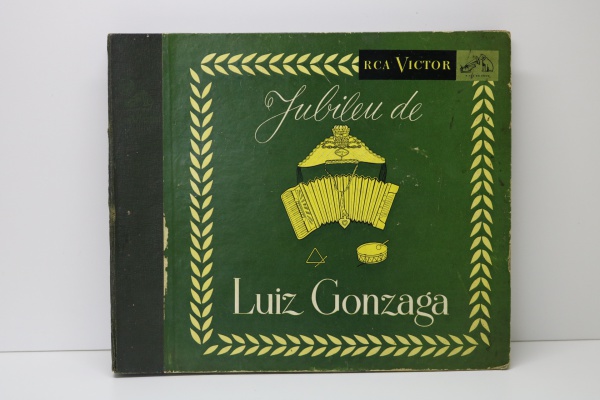 RCA VICTOR
Jubileu de
Luiz Gonzaga